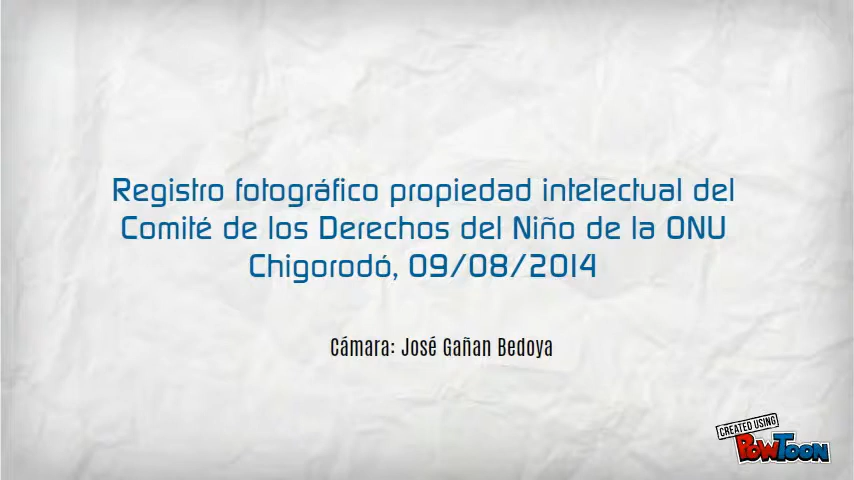 Registro fotográfico propiedad intelectual del
Comité de los Derechos del Niño de la ONU
Chigorodó, 09/08/2014
Cámara: José Gañan Bedoya
CREATED USING
POWTOON